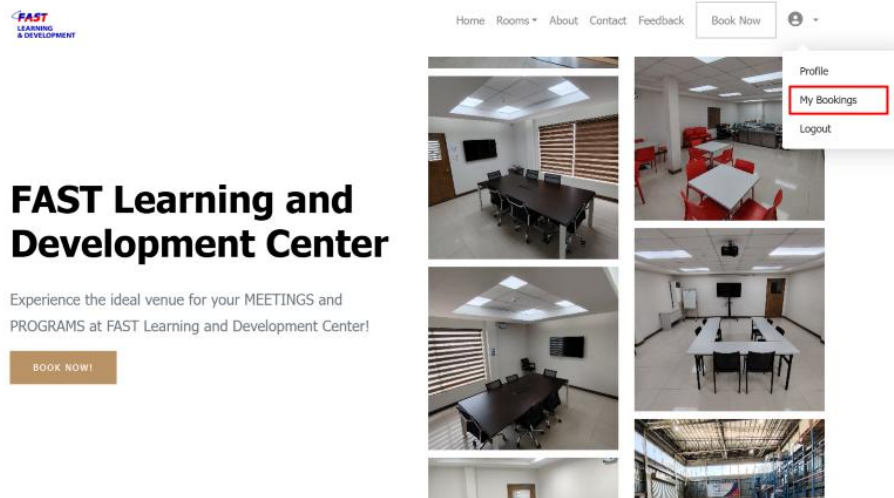 FAST
LEARNING
& DEVELOPMENT
Home Rooms About Contact Feedback Book Now
Profile
My Bookings
Logout
FAST Learning and
Development Center
Experience the ideal venue for your MEETINGS and
PROGRAMS at FAST Learning and Development Center!
BOOK NOW!